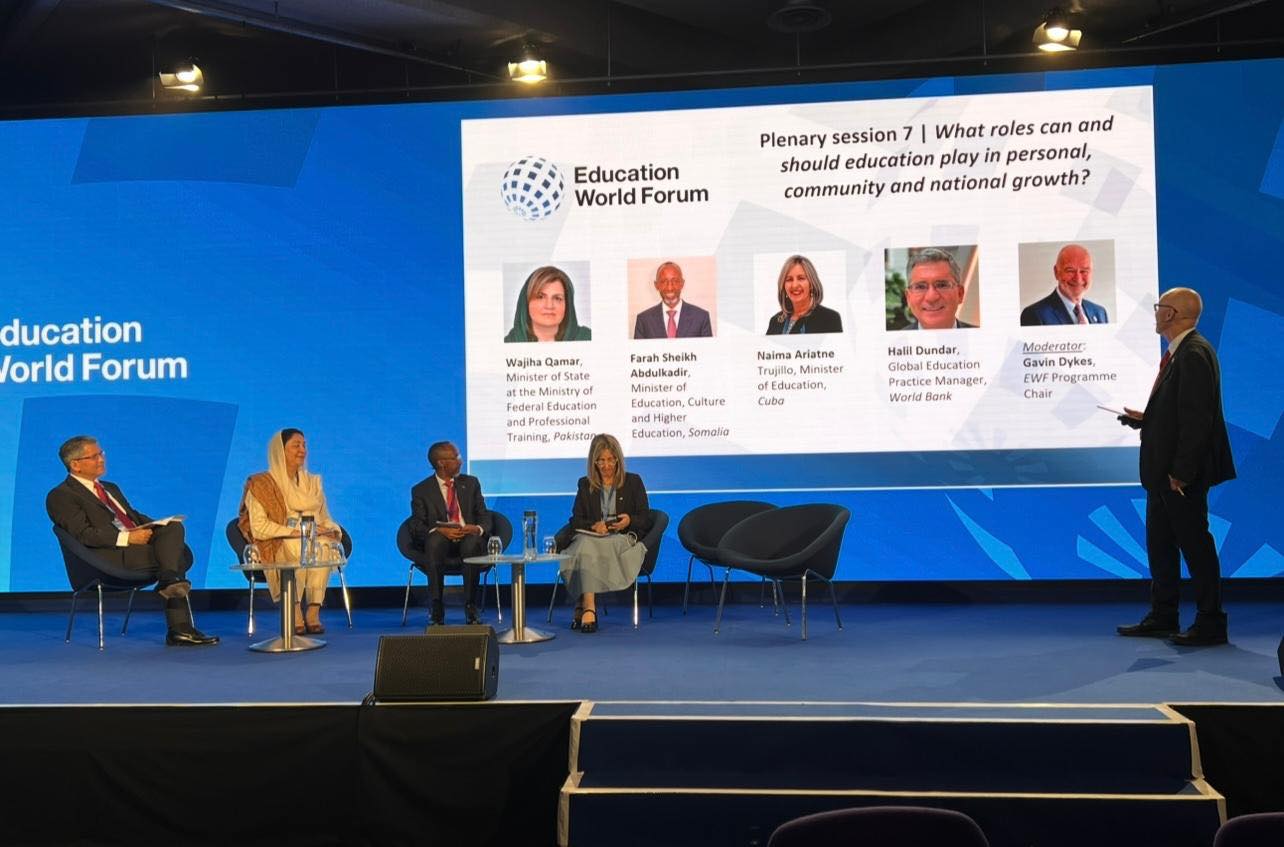 ducation
World Forum
Education
World Forum
Plenary session 7 | What roles can and
should education play in personal,
community and national growth?
Wajiha Qamar,
Minister of State
at the Ministry of
Federal Education
and Professional
Training, Pakistan
Farah Sheikh
Abdulkadir,
Minister of
Education, Culture
and Higher
Education, Somalia
Naima Ariatne
Trujillo, Minister
of Education,
Cuba
Halil Dundar,
Global Education
Practice Manager,
World Bank
Moderator:
Gavin Dykes,
EWF Programme
Chair